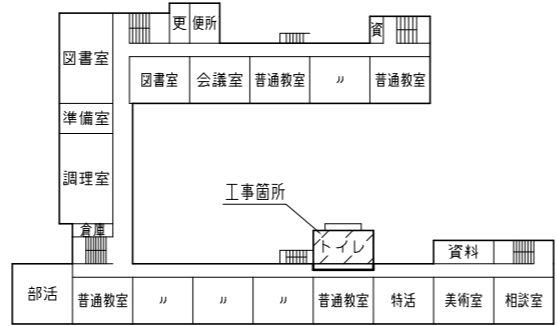 更 便所 資
図書室
図書室 会議室 普通教室 〃 普通教室
準備室
調理室
工事箇所
倉庫
トイレ
資料
部活 普通教室 〃 〃 〃 普通教室 特活 美術室 相談室